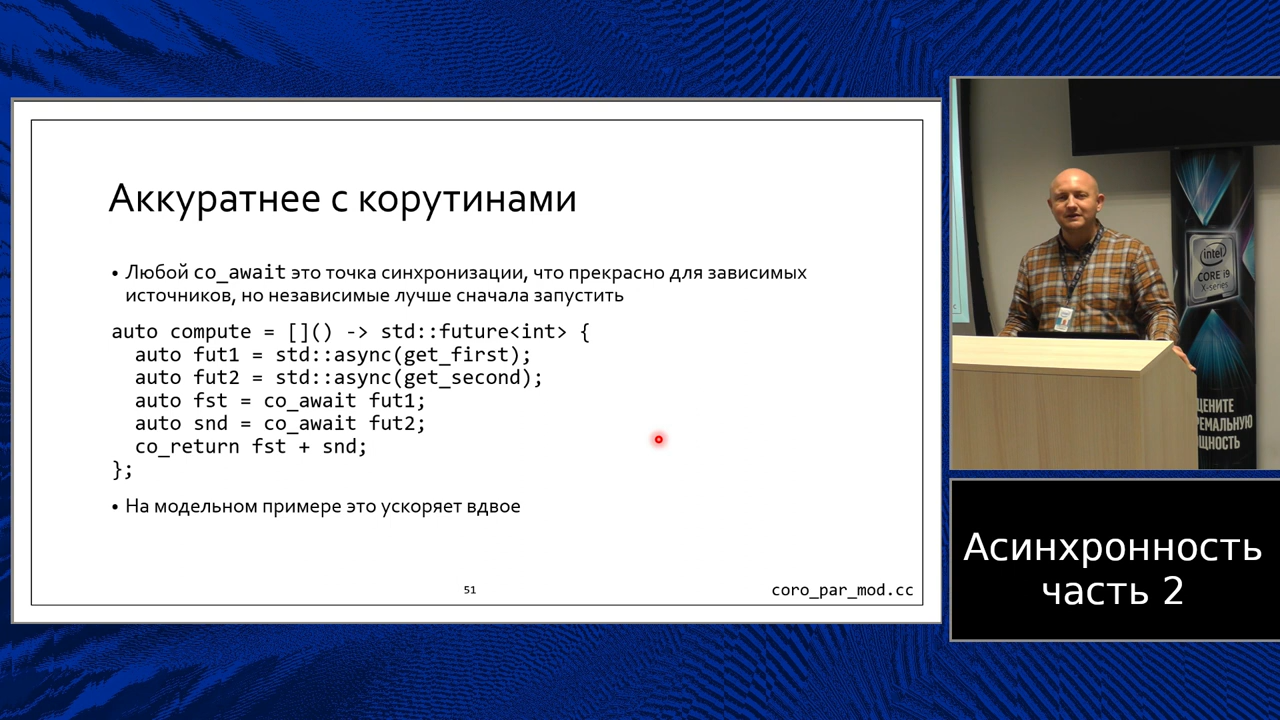 Аккуратнее с корутинами
• Любой co_await это точка синхронизации, что прекрасно для зависимых
источников, но независимые лучше сначала запустить
auto compute = []() -> std::future<int> {
  auto fut1 = std::async(get_first);
  auto fut2 = std::async(get_second);
  auto fst = co_await fut1;
  auto snd = co_await fut2;
  co_return fst + snd;
};
• На модельном примере это ускоряет вдвое
51
coro_par_mod.cc
intel
CORE i9
X-series
ЦЕНИТЕ
РЕМАЛЬНУЮ
ЩНОСТЬ
Асинхронность
часть 2